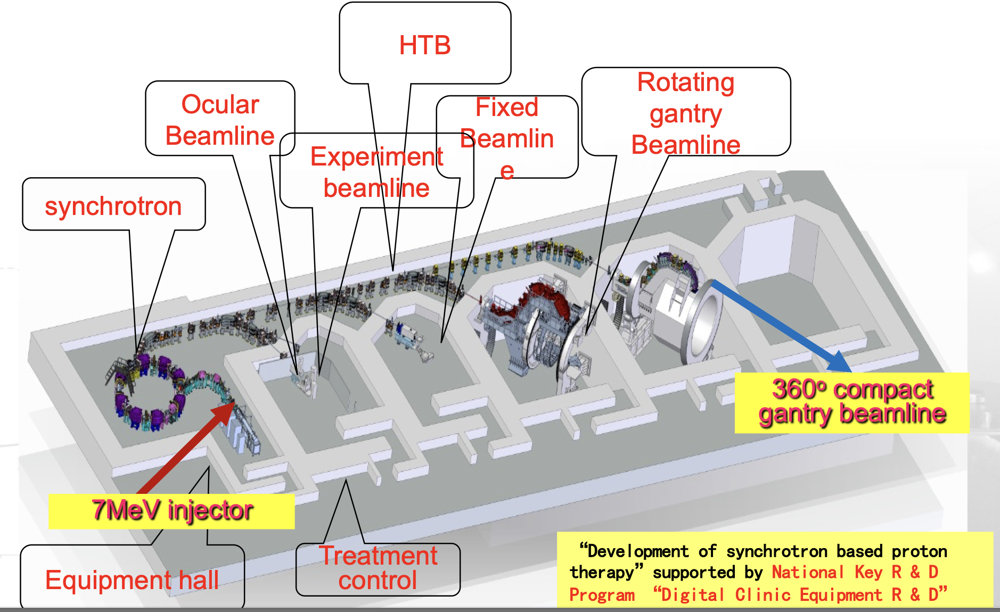 HTB
Ocular
Beamline
Fixed
Beamlin
e
Rotating
gantry
Beamline
Experiment
beamline
synchrotron
360º compact
gantry beamline
7MeV injector
Equipment hall
Treatment
control
“Development of synchrotron based proton
therapy” supported by National Key R & D
Program “Digital Clinic Equipment R & D”